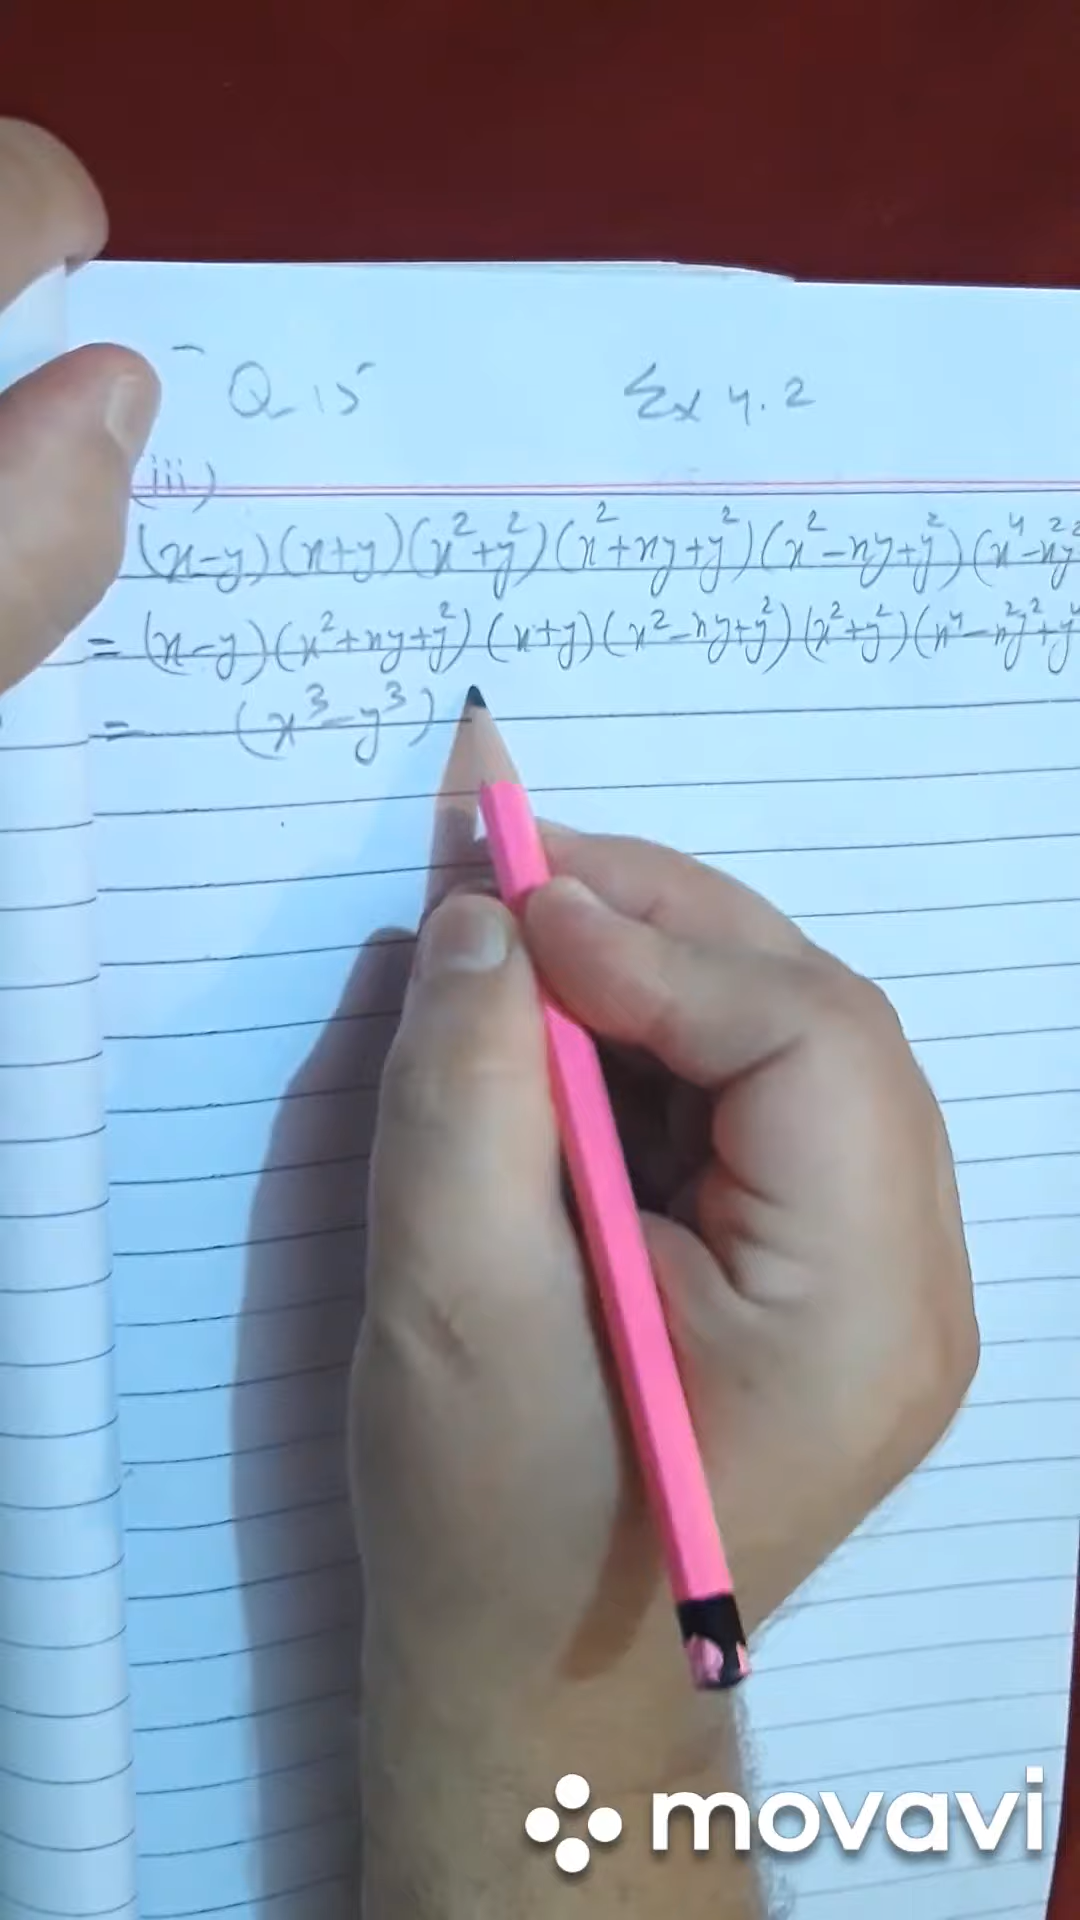 Q.15 Ex 4.2
(iii)
(x-y)(x+y)(x²+y²)(x²+xy+y²)(x²-xy+y²)(x⁴-x²y²
= (x-y)(x²+xy+y²)(x+y)(x²-xy+y²)(x²+y²)(x⁴-x²y²+y⁴
= (x³-y³)
movavi